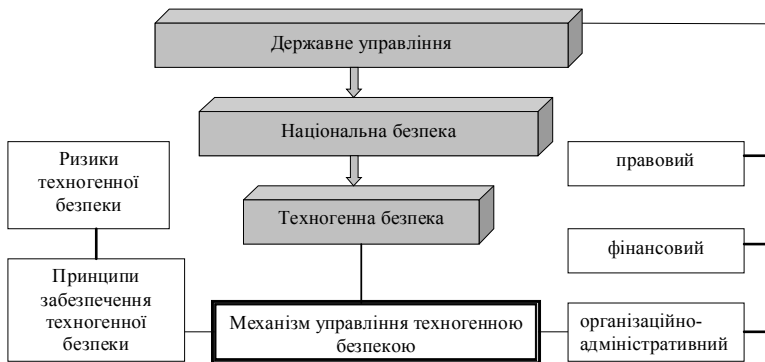 Державне управління
Національна безпека
Ризики
техногенної
безпеки
правовий
Техногенна безпека
фінансовий
Принципи
забезпечення
техногенної
безпеки
Механізм управління техногенною
безпекою
організаційно-
адміністративний